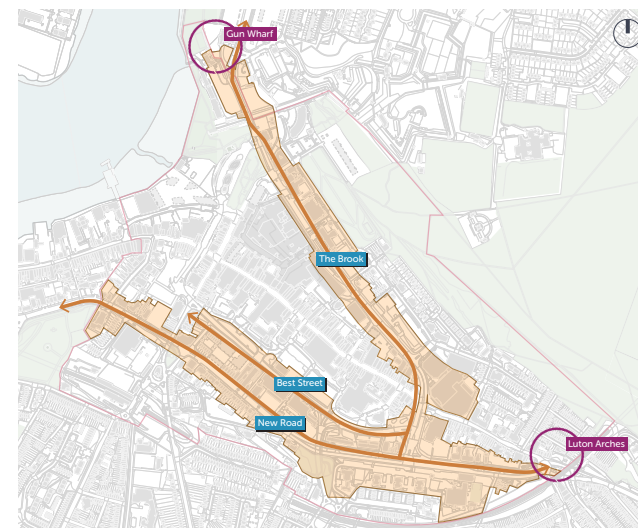 Gun Wharf
The Brook
Best Street
New Road
Luton Arches